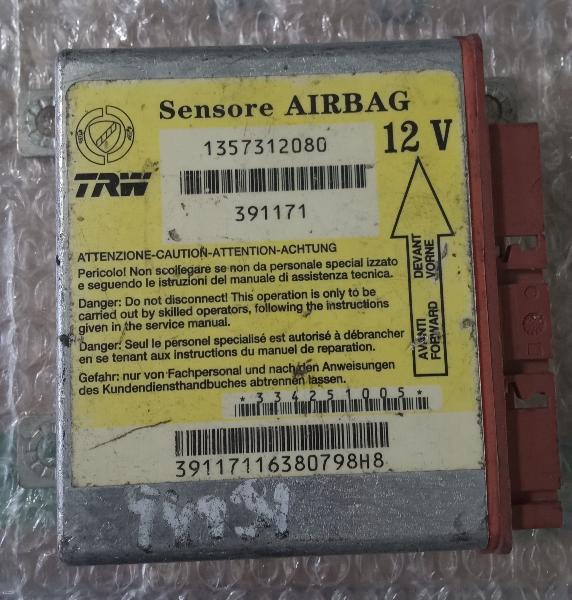 Sensore AIRBAG
1357312080
12 V
TRW
391171
ATTENZIONE-CAUTION-ATTENTION-ACHTUNG
Pericolo! Non scollegare se non da personale special izzato
e seguendo le istruzioni del manuale di assistenza tecnica.
Danger: Do not disconnect! This operation is only to be
carried out by skilled operators, following the instructions
given in the service manual.
Danger: Seul le personel spécialisé est autorisé à débrancher
en se tenant aux instructions du manuel de reparation.
Gefahr: nur von Fachpersonal und nach den Anweisungen
des Kundendiensthandbuches abtrennen lassen.
AVANTI DEVANT
FORWARD VORNE
*334251005*
39117116380798H8